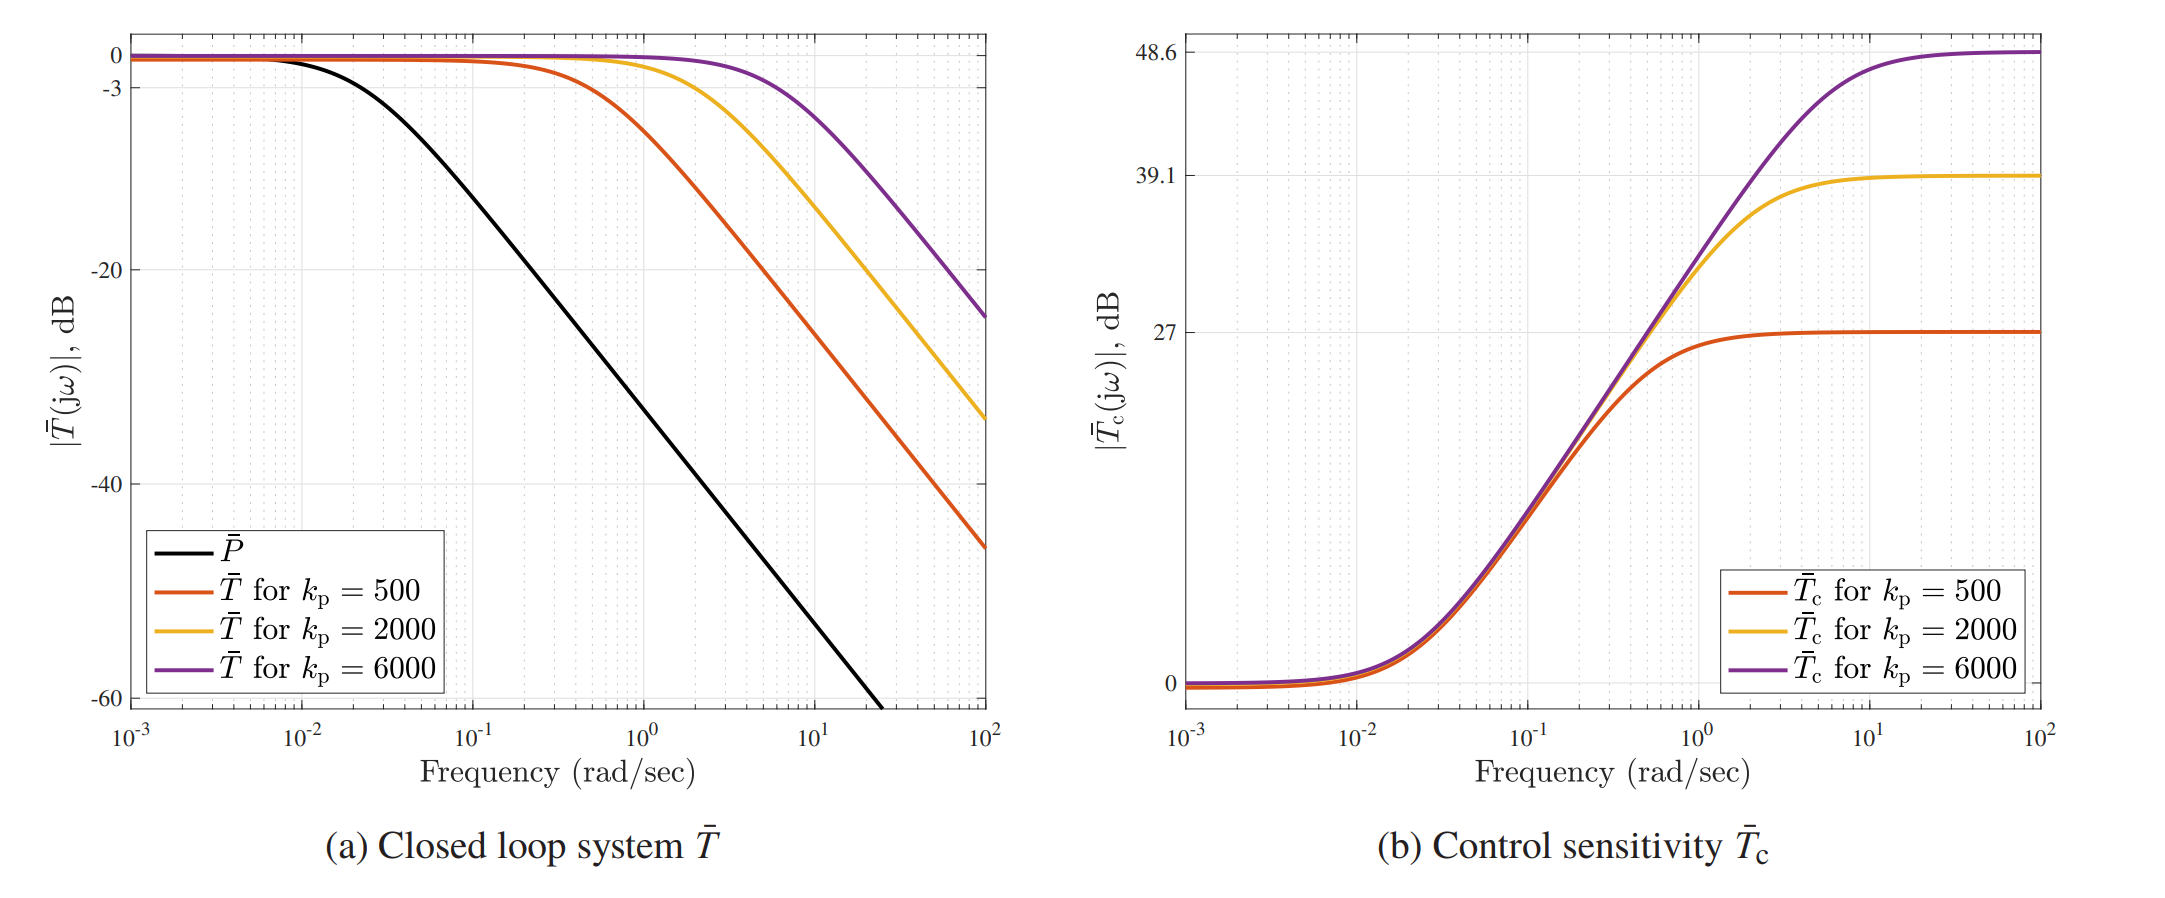 0
-3
-20
-40
-60
|T̄(jω)|, dB
P̄
T̄ for kₚ = 500
T̄ for kₚ = 2000
T̄ for kₚ = 6000
10⁻³ 10⁻² 10⁻¹ 10⁰ 10¹ 10²
Frequency (rad/sec)
(a) Closed loop system T̄
48.6
39.1
27
0
|T̄c(jω)|, dB
T̄c for kₚ = 500
T̄c for kₚ = 2000
T̄c for kₚ = 6000
10⁻³ 10⁻² 10⁻¹ 10⁰ 10¹ 10²
Frequency (rad/sec)
(b) Control sensitivity T̄c